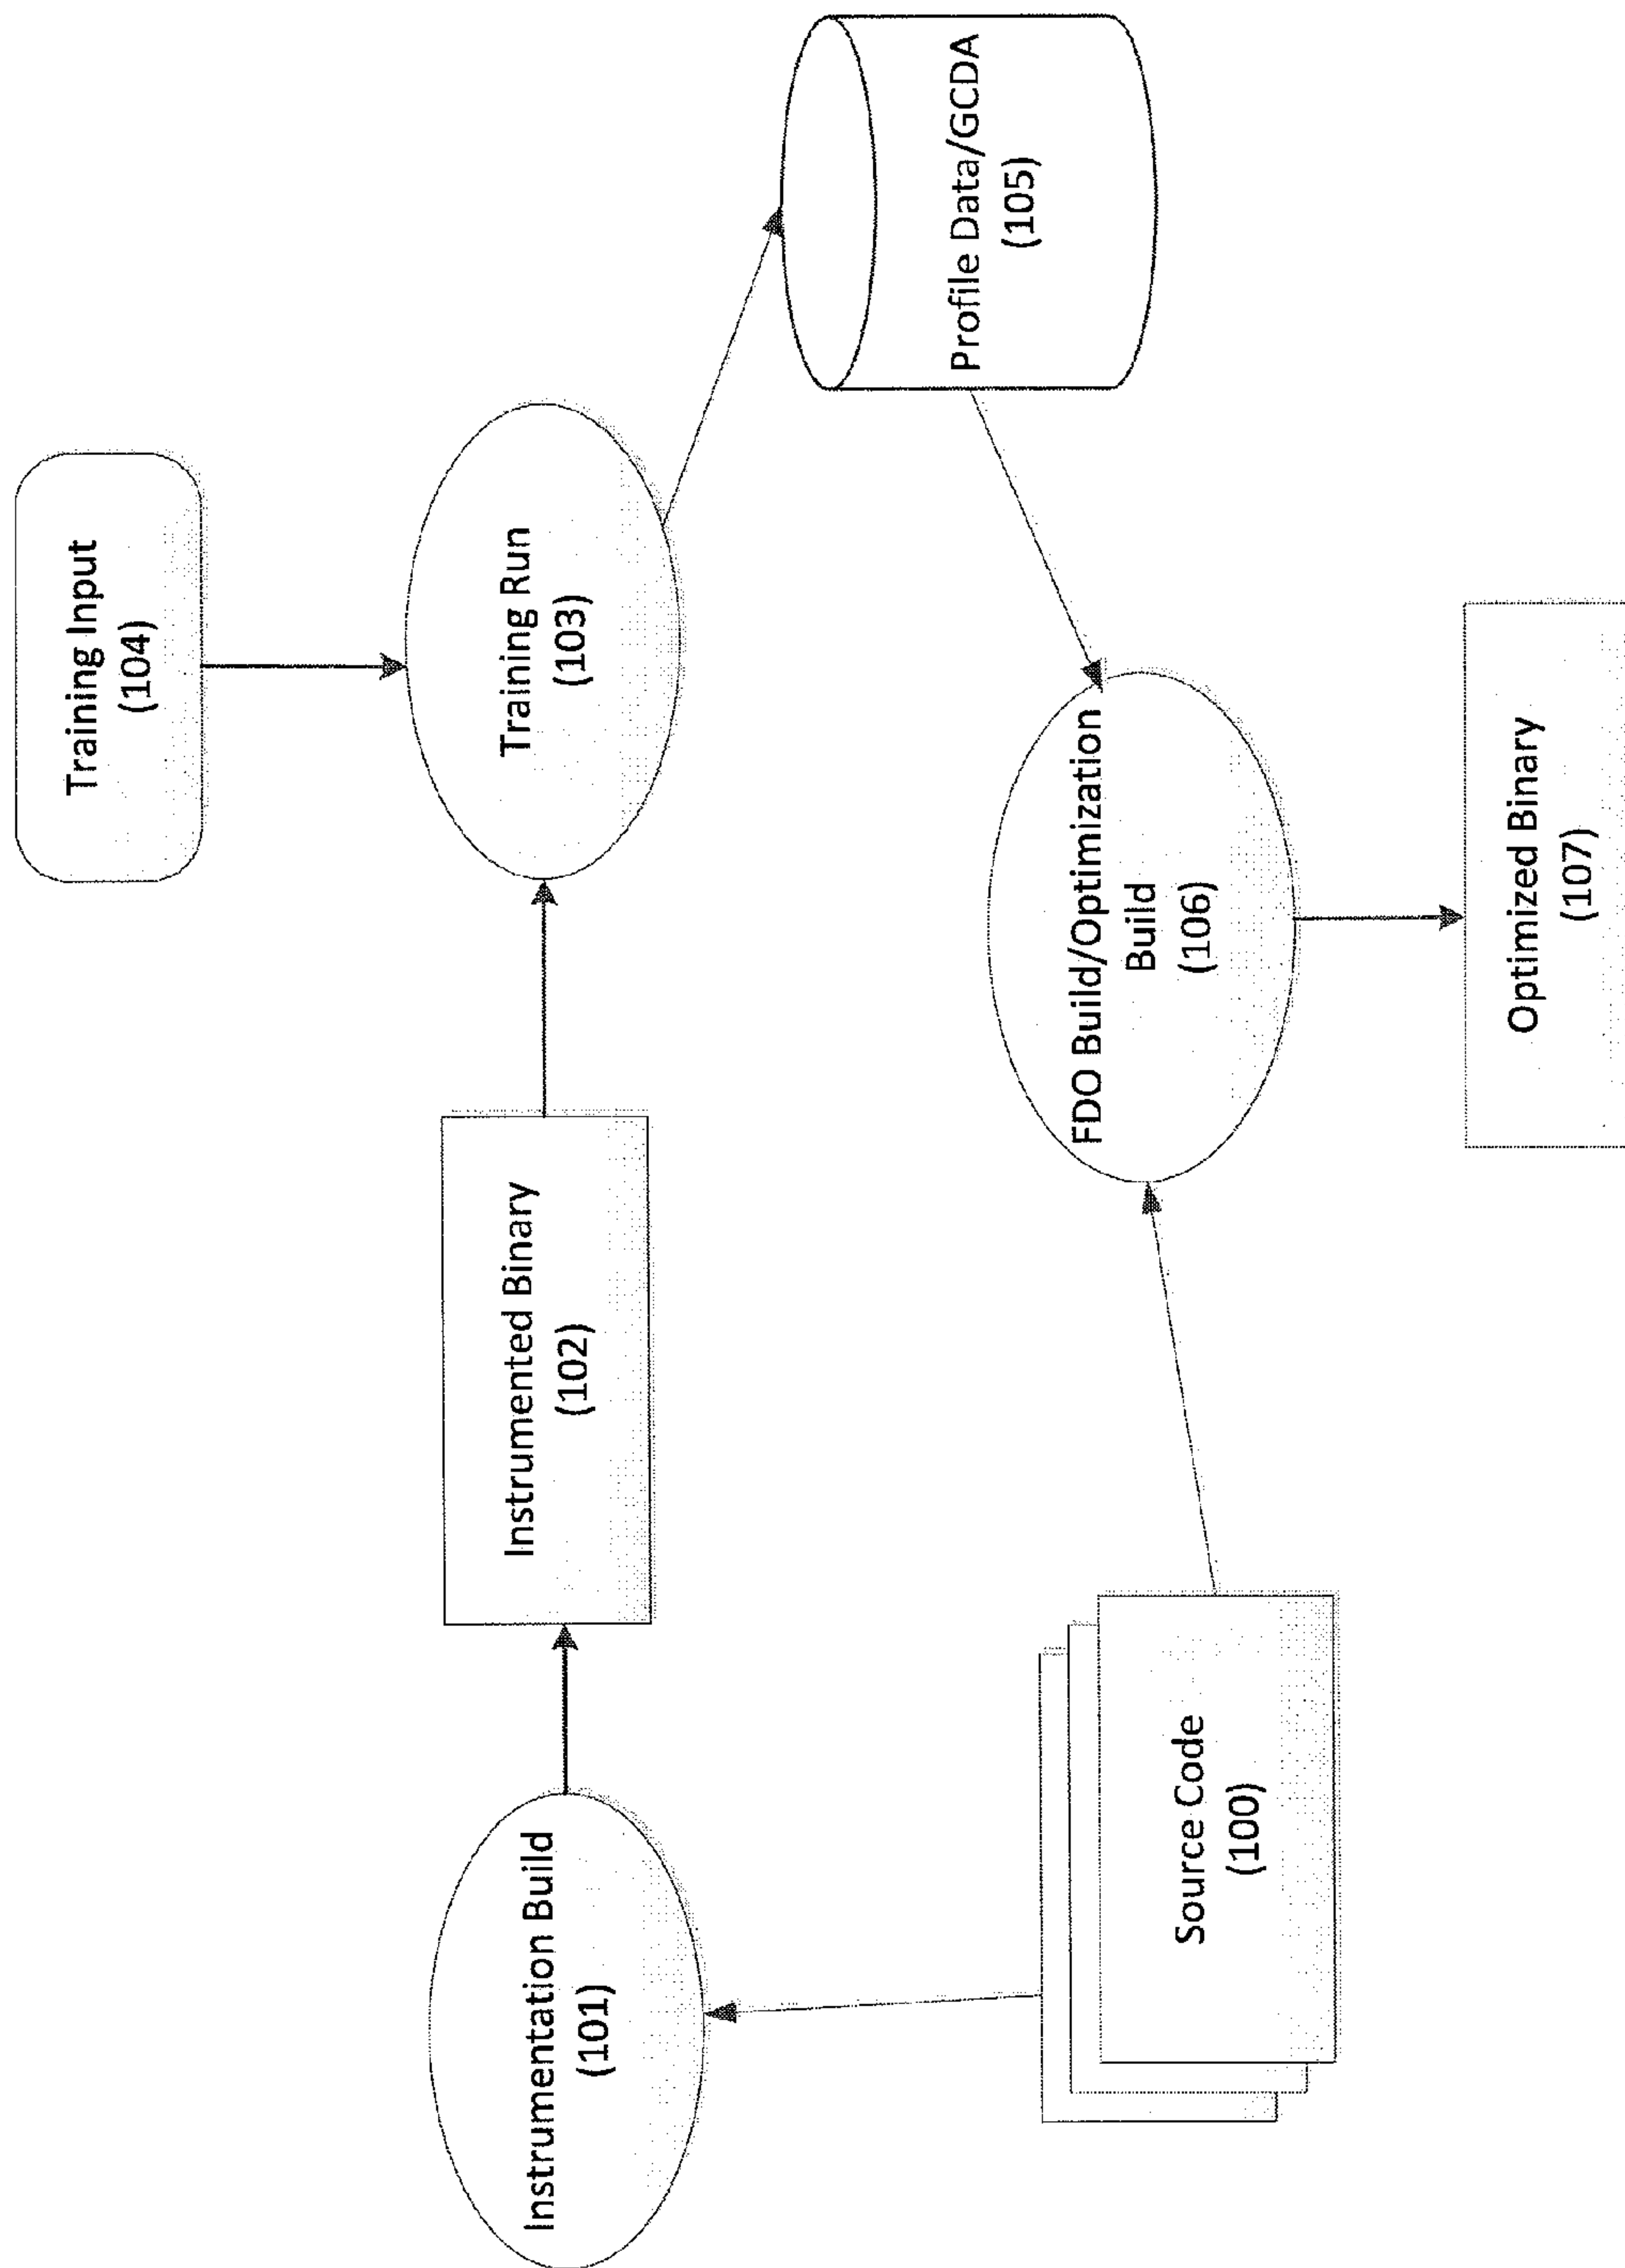 Training Input
(104)
Instrumentation Build
(101)
Instrumented Binary
(102)
Training Run
(103)
Profile Data/GCDA
(105)
FDO Build/Optimization
Build
(106)
Source Code
(100)
Optimized Binary
(107)